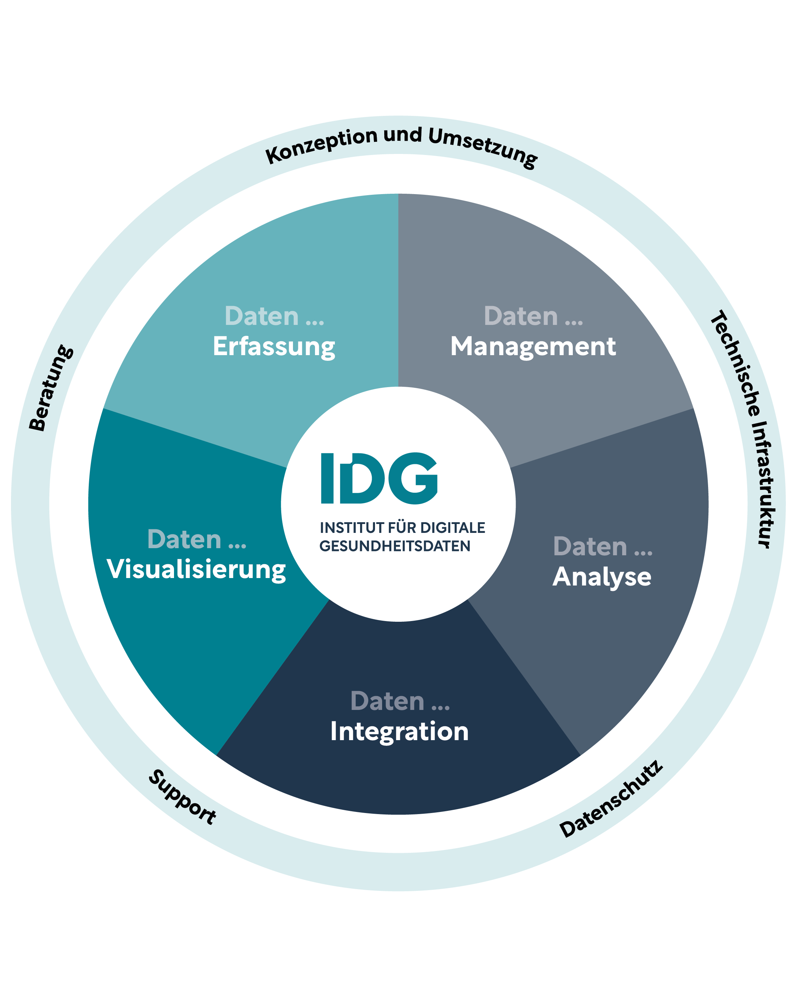 Konzeption und Umsetzung
Technische Infrastruktur
Datenschutz
Support
Beratung
Daten ...
Erfasung
Daten ...
Management
Daten ...
Analyse
Daten ...
Integration
Daten ...
Visualisierung
IDG
INSTITUT FÜR DIGITALE
GESUNDHEITSDATEN